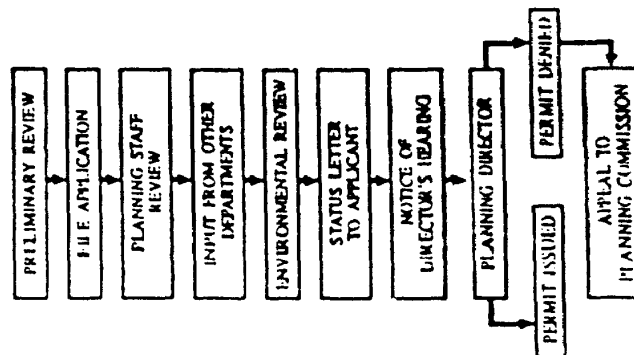 PRELIMINARY REVIEW
FILE APPLICATION
PLANNING STAFF
REVIEW
INPUT FROM OTHER
DEPARTMENTS
ENVIRONMENTAL REVIEW
STATUS LETTER
TO APPLICANT
NOTICE OF
DIRECTOR'S HEARING
PLANNING DIRECTOR
PERMIT ISSUED
PERMIT DENIED
APPEAL TO
PLANNING COMMISSION